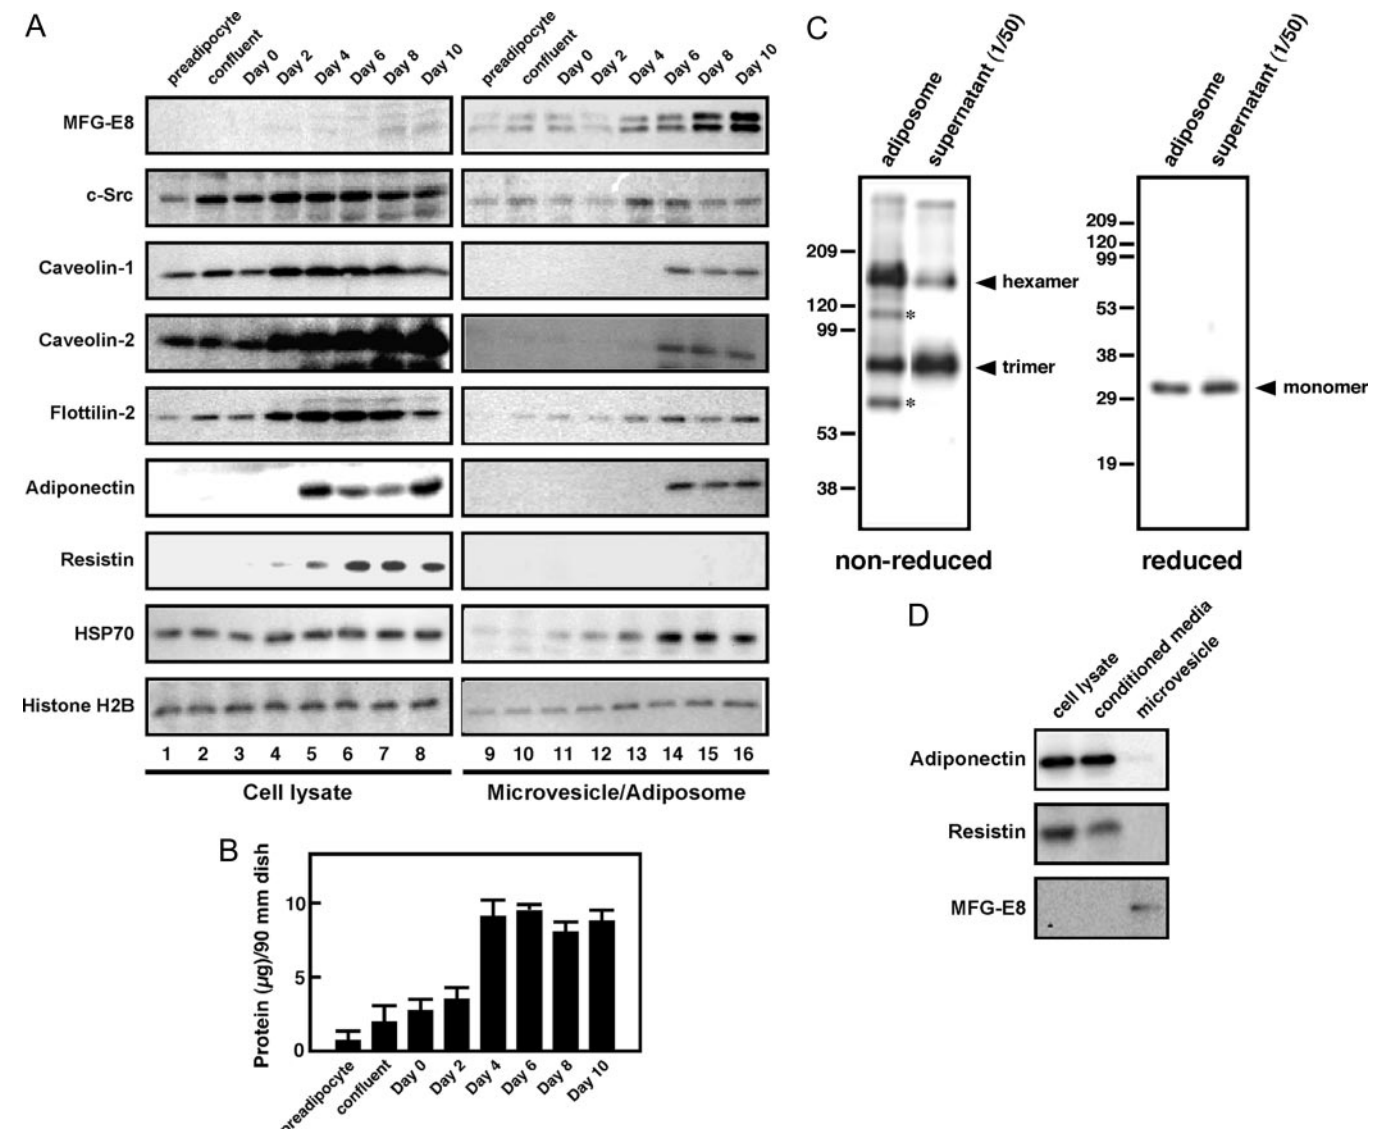 A
preadipocyte
confluent
Day 0
Day 2
Day 4
Day 6
Day 8
Day 10
preadipocyte
confluent
Day 0
Day 2
Day 4
Day 6
Day 8
Day 10
MFG-E8
c-Src
Caveolin-1
Caveolin-2
Flottilin-2
Adiponectin
Resistin
HSP70
Histone H2B
1 2 3 4 5 6 7 8 9 10 11 12 13 14 15 16
Cell lysate
Microvesicle/Adiposome
B
Protein (µg)/90 mm dish
10
5
0
preadipocyte
confluent
Day 0
Day 2
Day 4
Day 6
Day 8
Day 10
C
adiposome
supernatant (1/50)
209
120
99
53
38
hexamer
*
trimer
*
non-reduced
adiposome
supernatant (1/50)
209
120
99
53
38
29
19
monomer
reduced
D
cell lysate
conditioned media
microvesicle
Adiponectin
Resistin
MFG-E8